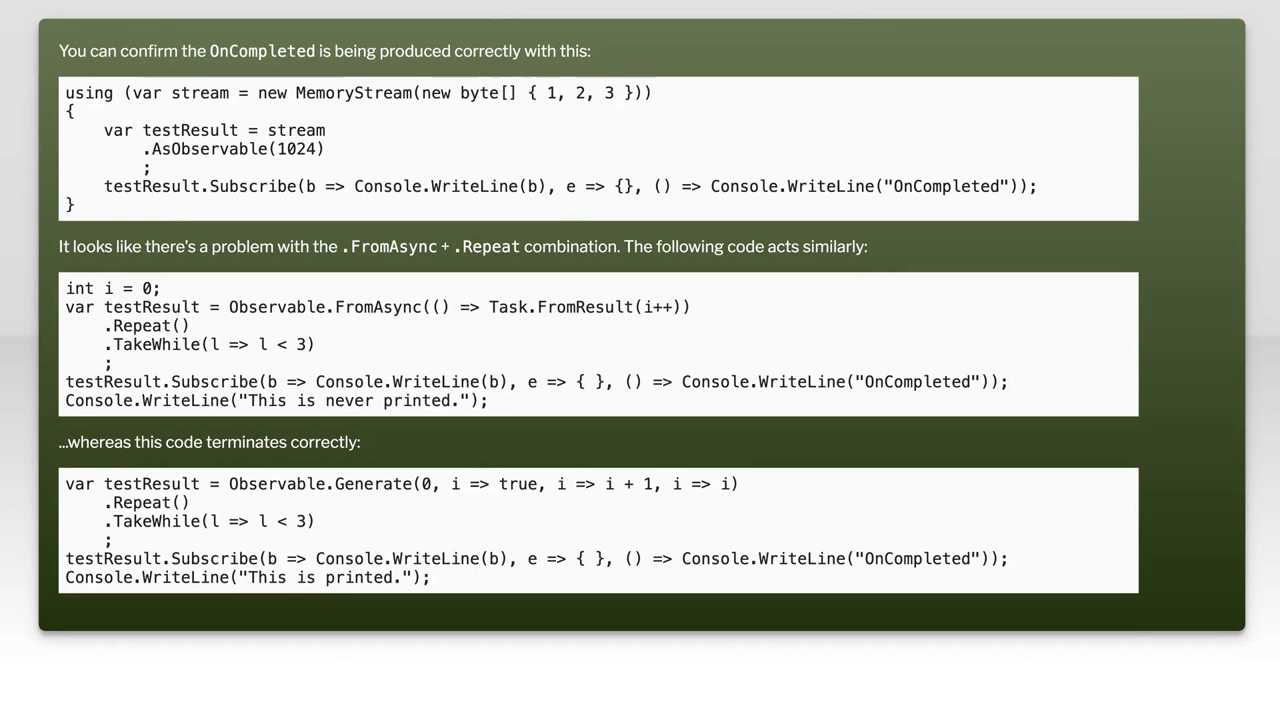 You can confirm the OnCompleted is being produced correctly with this:
using (var stream = new MemoryStream(new byte[] { 1, 2, 3 }))
{
    var testResult = stream
        .AsObservable(1024)
        ;
    testResult.Subscribe(b => Console.WriteLine(b), e => {}, () => Console.WriteLine("OnCompleted"));
}
It looks like there's a problem with the .FromAsync + .Repeat combination. The following code acts similarly:
int i = 0;
var testResult = Observable.FromAsync(() => Task.FromResult(i++))
    .Repeat()
    .TakeWhile(l => l < 3)
    ;
testResult.Subscribe(b => Console.WriteLine(b), e => { }, () => Console.WriteLine("OnCompleted"));
Console.WriteLine("This is never printed.");
...whereas this code terminates correctly:
var testResult = Observable.Generate(0, i => true, i => i + 1, i => i)
    .Repeat()
    .TakeWhile(l => l < 3)
    ;
testResult.Subscribe(b => Console.WriteLine(b), e => { }, () => Console.WriteLine("OnCompleted"));
Console.WriteLine("This is printed.");